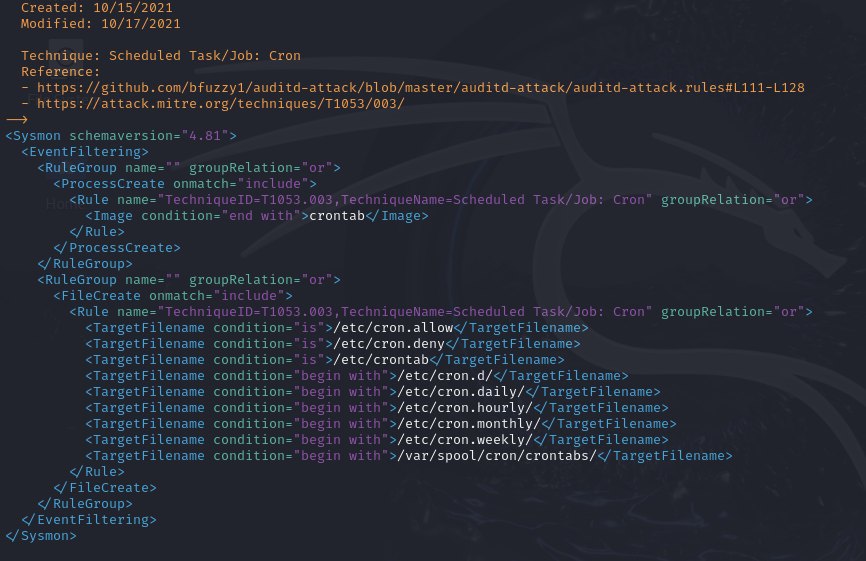 Created: 10/15/2021
Modified: 10/17/2021
Technique: Scheduled Task/Job: Cron
Reference:
- https://github.com/bfuzzy1/auditd-attack/blob/master/auditd-attack/auditd-attack.rules#L111-L128
- https://attack.mitre.org/techniques/T1053/003/
-->
<Sysmon schemaversion="4.81">
<EventFiltering>
<RuleGroup name="" groupRelation="or">
<ProcessCreate onmatch="include">
<Rule name="TechniqueID=T1053.003,TechniqueName=Scheduled Task/Job: Cron" groupRelation="or">
<Image condition="end with">crontab</Image>
</Rule>
</ProcessCreate>
</RuleGroup>
<RuleGroup name="" groupRelation="or">
<FileCreate onmatch="include">
<Rule name="TechniqueID=T1053.003,TechniqueName=Scheduled Task/Job: Cron" groupRelation="or">
<TargetFilename condition="is">/etc/cron.allow</TargetFilename>
<TargetFilename condition="is">/etc/cron.deny</TargetFilename>
<TargetFilename condition="is">/etc/crontab</TargetFilename>
<TargetFilename condition="begin with">/etc/cron.d/</TargetFilename>
<TargetFilename condition="begin with">/etc/cron.daily/</TargetFilename>
<TargetFilename condition="begin with">/etc/cron.hourly/</TargetFilename>
<TargetFilename condition="begin with">/etc/cron.monthly/</TargetFilename>
<TargetFilename condition="begin with">/etc/cron.weekly/</TargetFilename>
<TargetFilename condition="begin with">/var/spool/cron/crontabs/</TargetFilename>
</Rule>
</FileCreate>
</RuleGroup>
</EventFiltering>
</Sysmon>